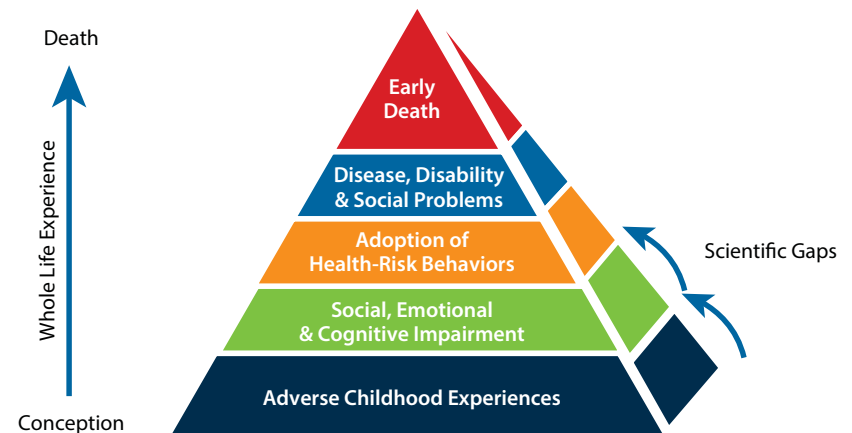 Death
Early
Death
Disease, Disability
& Social Problems
Whole Life Experience
Adoption of
Health-Risk Behaviors
Scientific Gaps
Social, Emotional
& Cognitive Impairment
Adverse Childhood Experiences
Conception